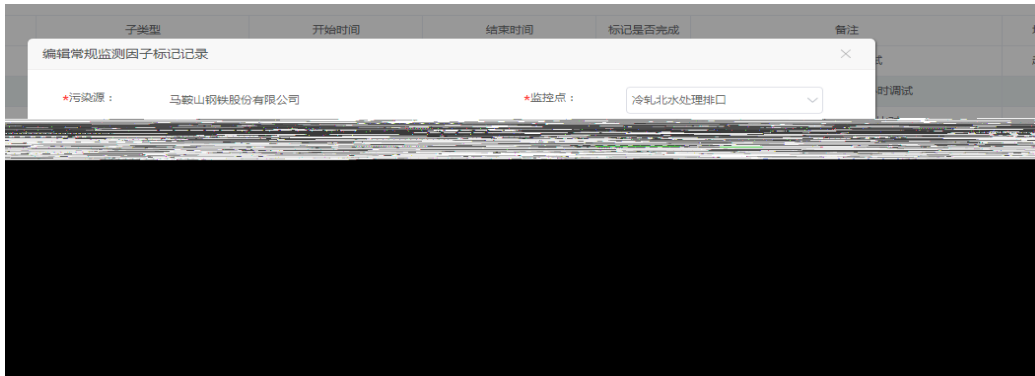 子类型 开始时间 结束时间 标记是否完成 备注
编辑常规监测因子标记记录
*污染源： 马鞍山钢铁股份有限公司 *监控点： 冷轧北水处理排口
时调试